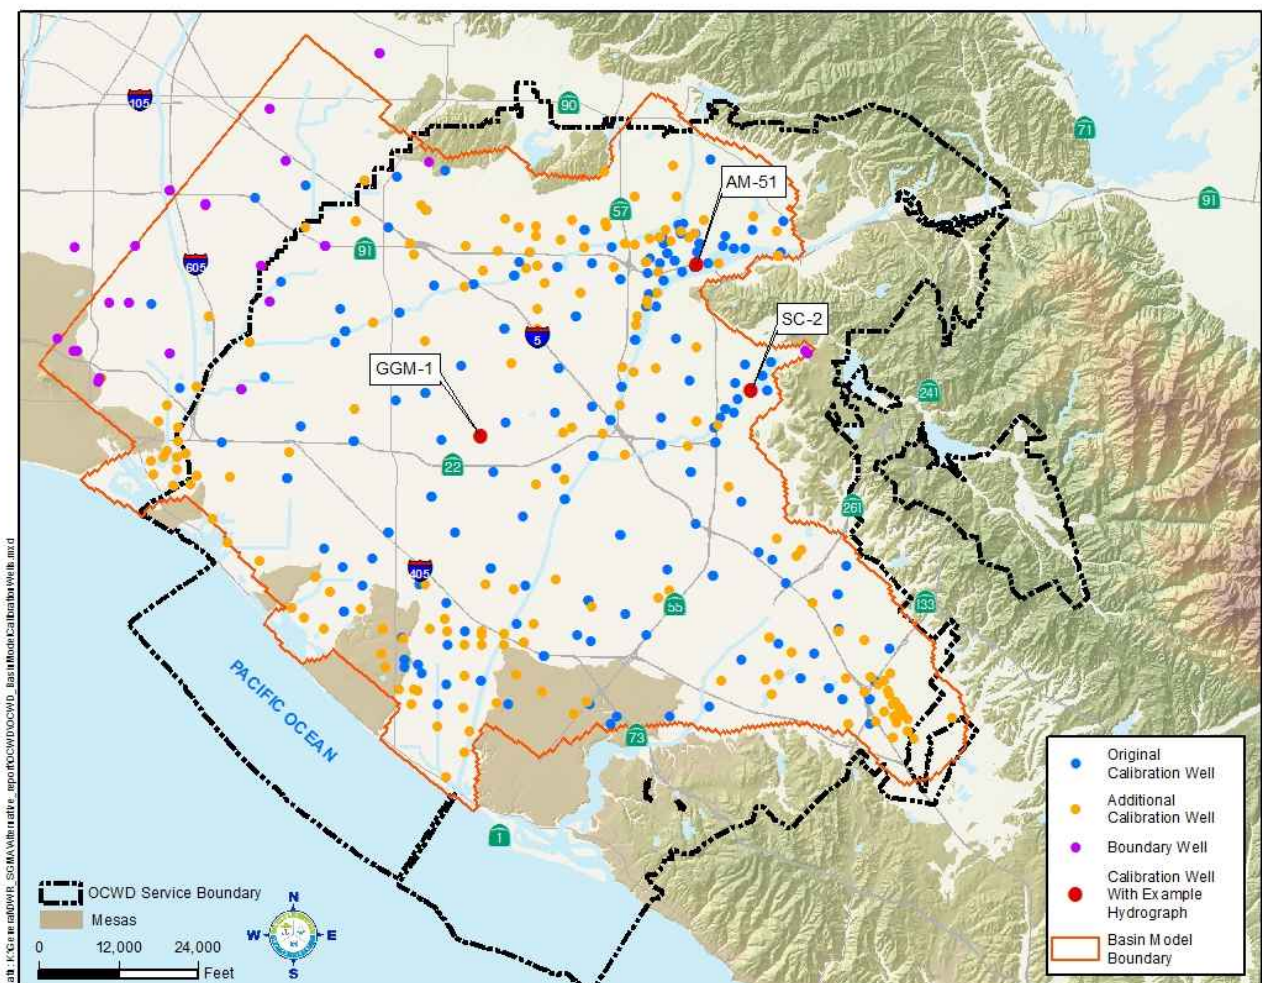 105
90
71
AM-51
91
57
91
605
SC-2
5
GGM-1
241
22
261
405
133
55
PACIFIC OCEAN
73
1
Original
Calibration Well
Additional
Calibration Well
Boundary Well
Calibration Well
With Example
Hydrograph
Basin Model
Boundary
OCWD Service Boundary
Mesas
0 12,000 24,000
Feet
N
W E
S